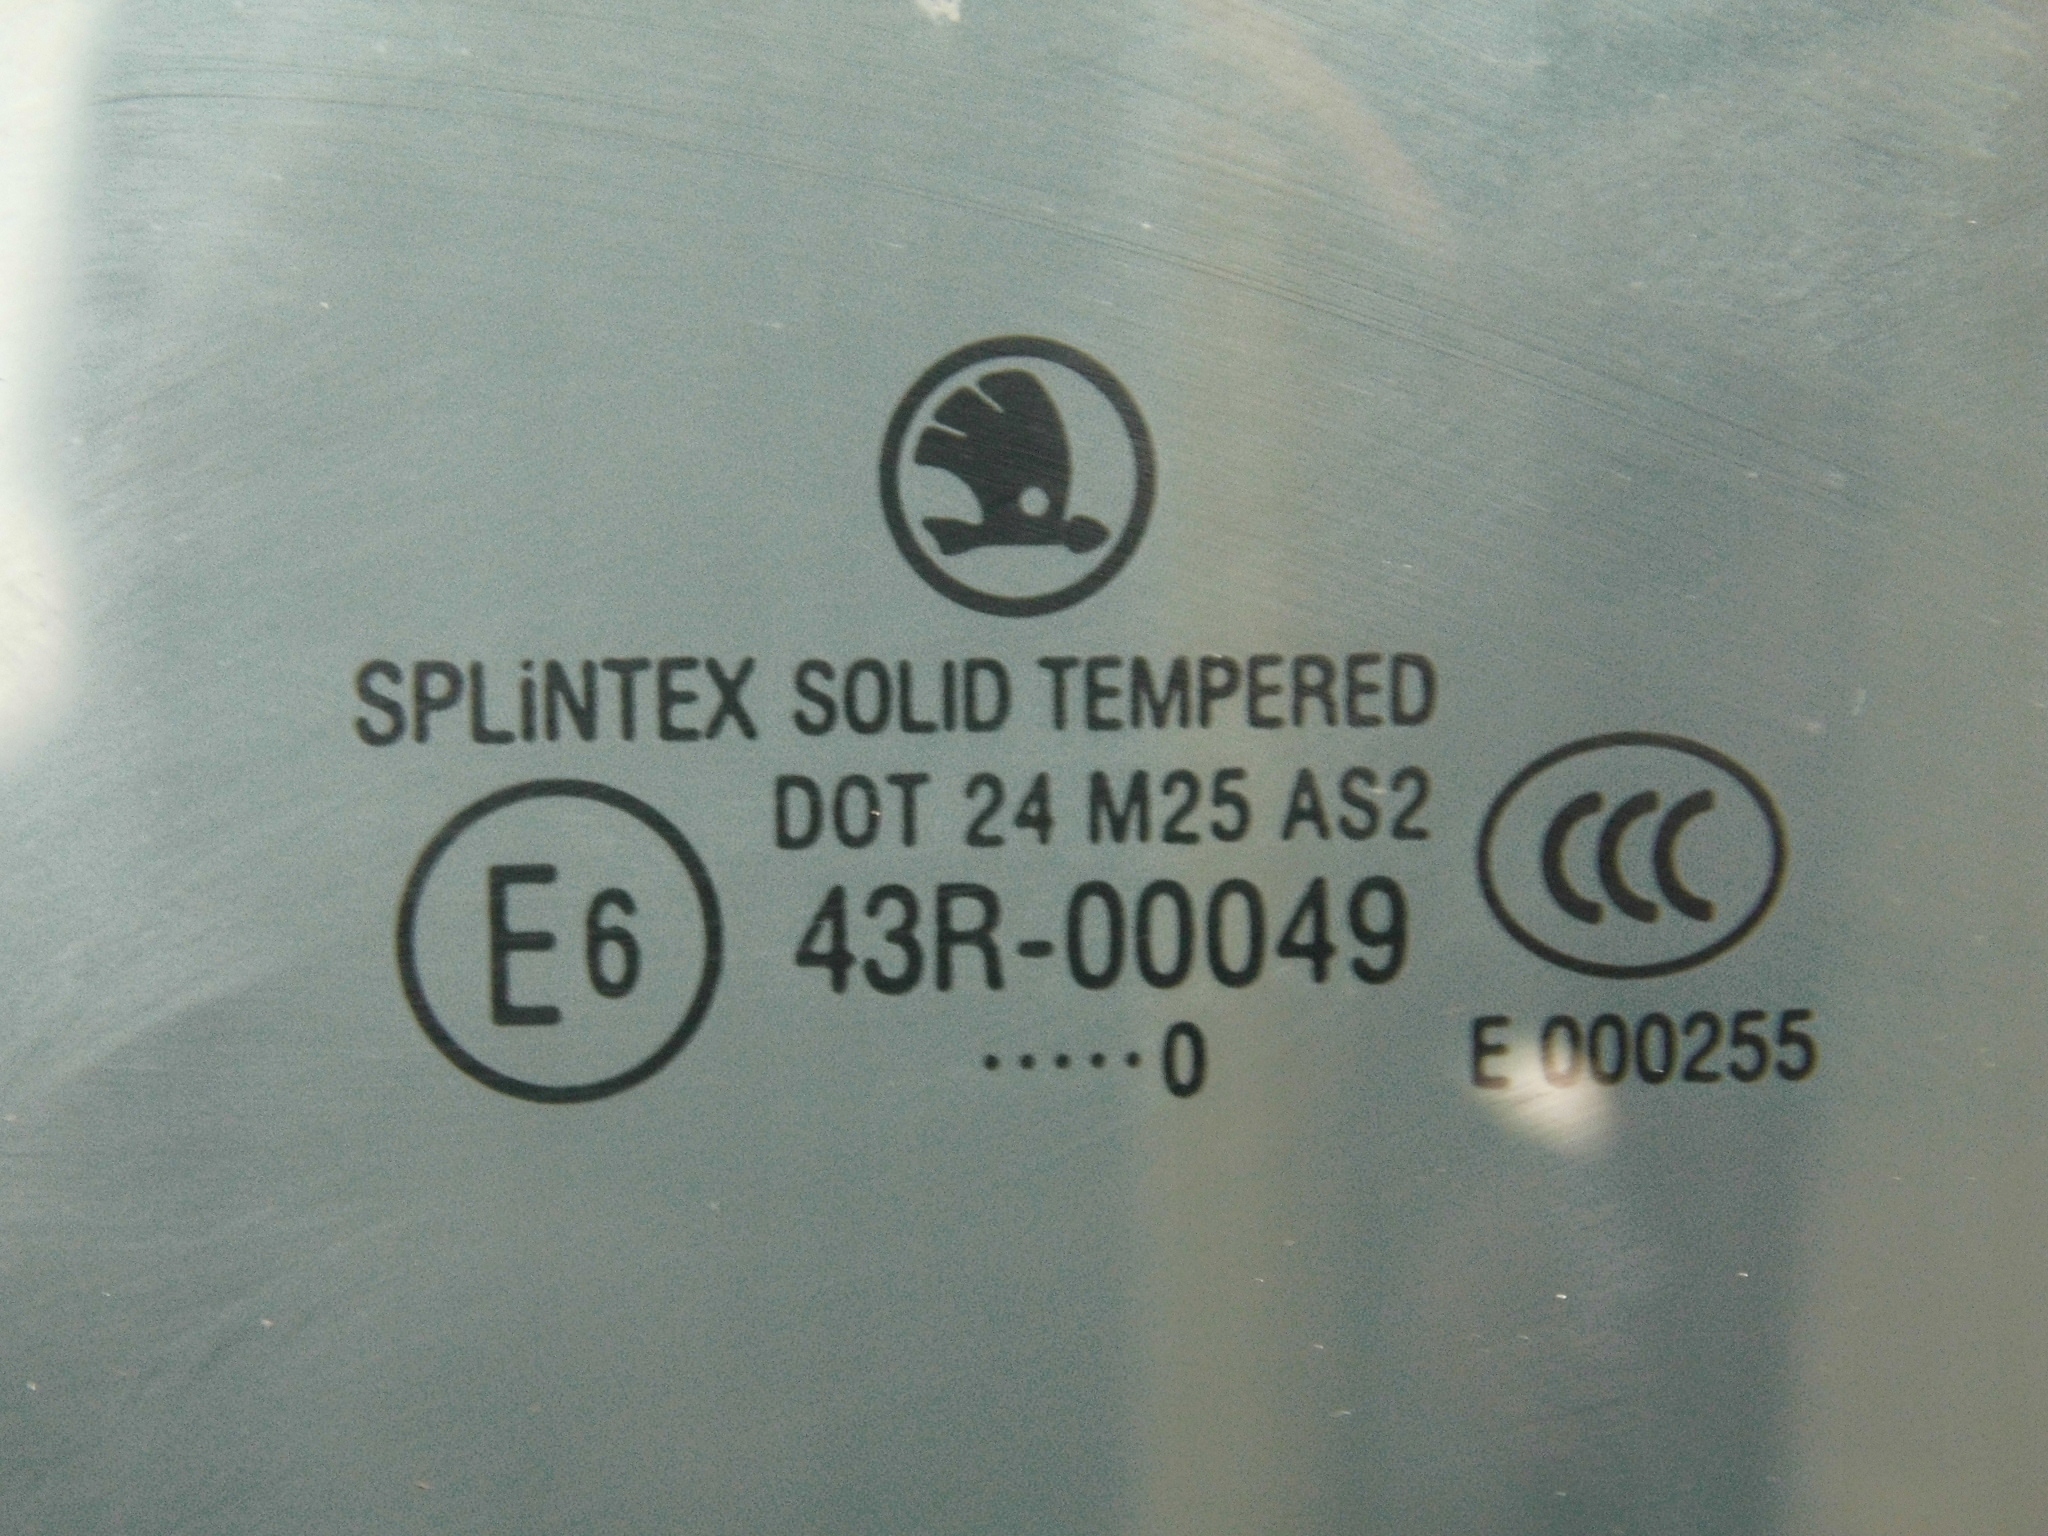 SPLiNTEX SOLID TEMPERED
DOT 24 M25 AS2
E6
43R-00049
CCC
.....0
E 000255